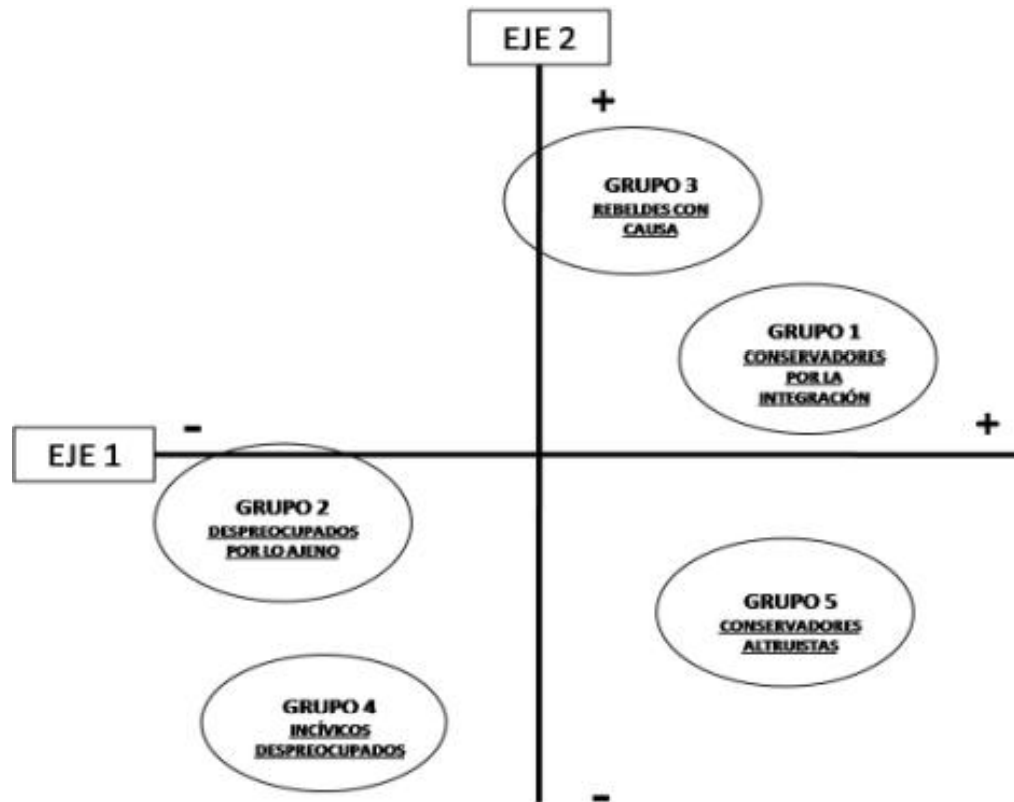 EJE 2
+
GRUPO 3
REBELDES CON
CAUSA
GRUPO 1
CONSERVADORES
POR LA
INTEGRACIÓN
-
+
EJE 1
GRUPO 2
DESPREOCUPADOS
POR LO AJENO
GRUPO 5
CONSERVADORES
ALTRUISTAS
GRUPO 4
INCÍVICOS
DESPREOCUPADOS
-